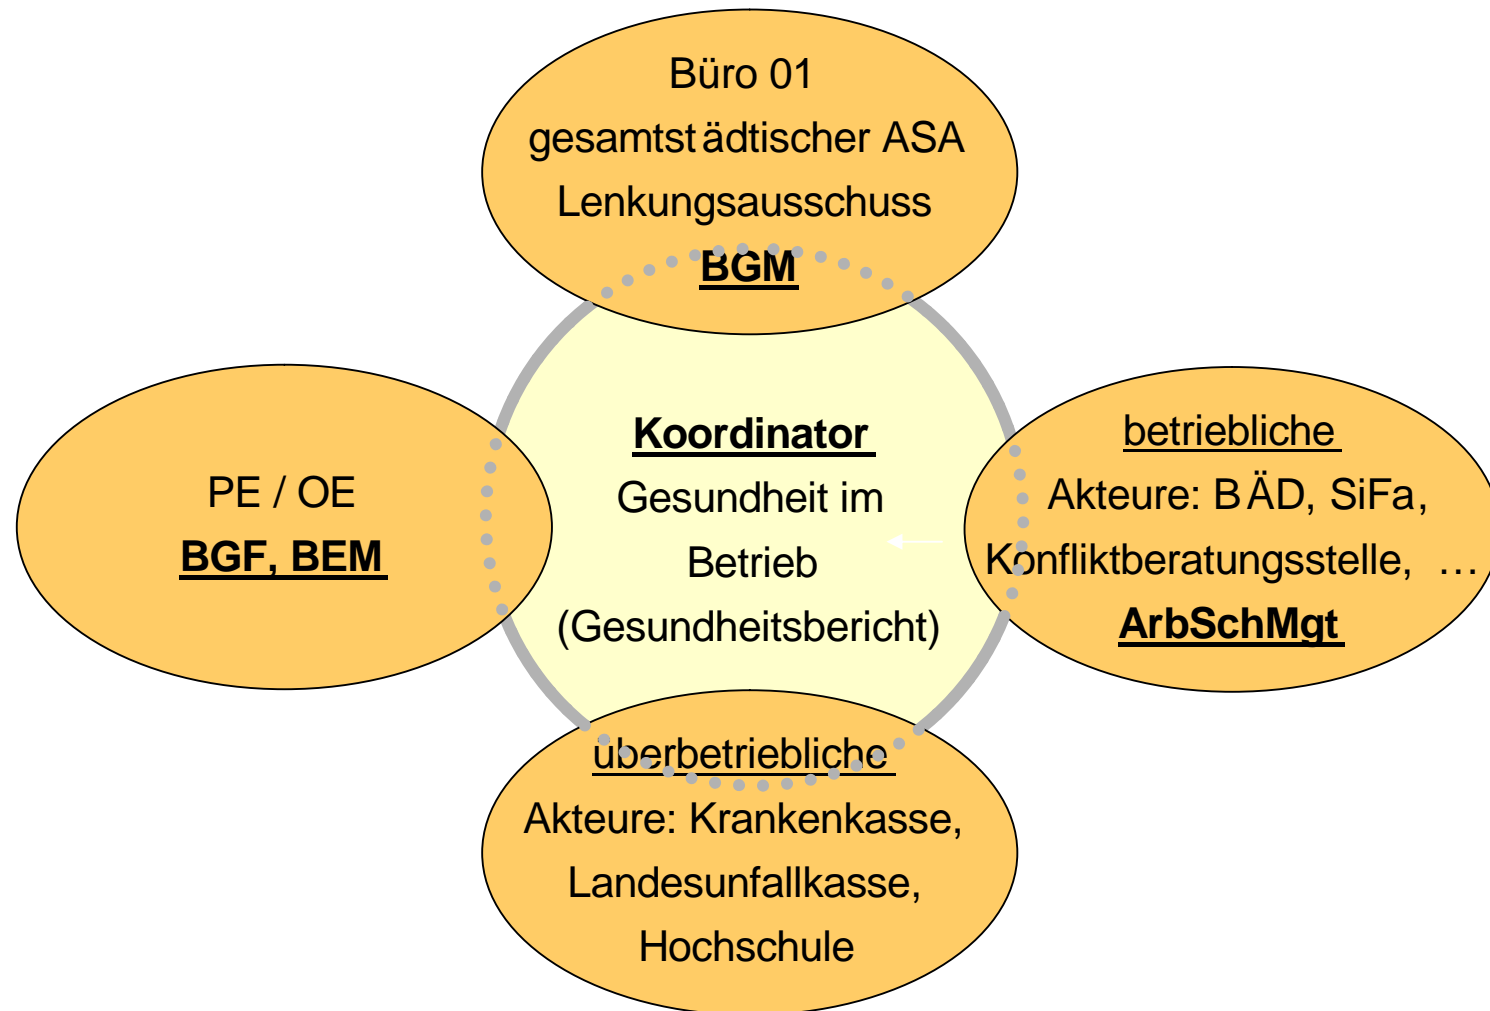 Büro 01
gesamtstädtischer ASA
Lenkungsausschuss
BGM
PE / OE
BGF, BEM
Koordinator
Gesundheit im
Betrieb
(Gesundheitsbericht)
betriebliche
Akteure: BÄD, SiFa,
Konfliktberatungsstelle, …
ArbSchMgt
überbetriebliche
Akteure: Krankenkasse,
Landesunfallkasse,
Hochschule